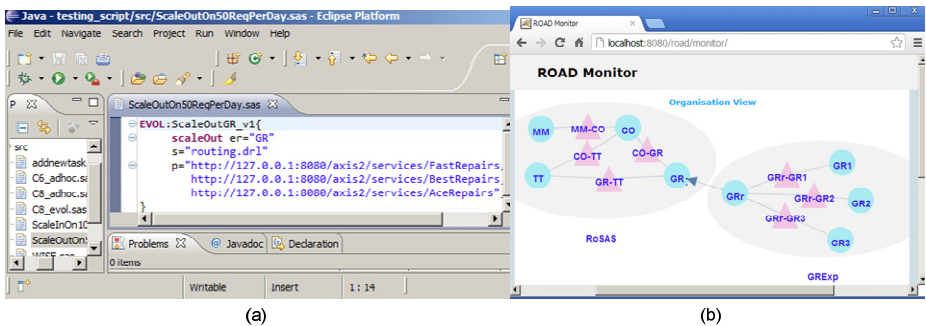 Java - testing_script/src/ScaleOutOn50ReqPerDay.sas - Eclipse Platform
File Edit Navigate Search Project Run Window Help
P
ScaleOutOn50ReqPerDay.sas
src
addnewtask.
C6_adhoc.sa
C8_adhoc.sa
C8_evol.sas
ScaleInOn10
ScaleOutOn5
WISE.sas
EVOL:ScaleOutGR_v1{
scaleOut er="GR"
s="routing.drl"
p="http://127.0.0.1:8080/axis2/services/FastRepairs,
http://127.0.0.1:8080/axis2/services/BestRepairs,
http://127.0.0.1:8080/axis2/services/AceRepairs"
}
Problems Javadoc Declaration
0 items
Writable Insert 1 : 14
(a)
ROAD Monitor
localhost:8080/road/monitor/
ROAD Monitor
Organisation View
MM MM-CO CO
CO-TT CO-GR
TT GR-TT GR
GRr GRr-GR1 GR1
GRr-GR2 GR2
GRr-GR3
GR3
RoSAS
GRExp
(b)